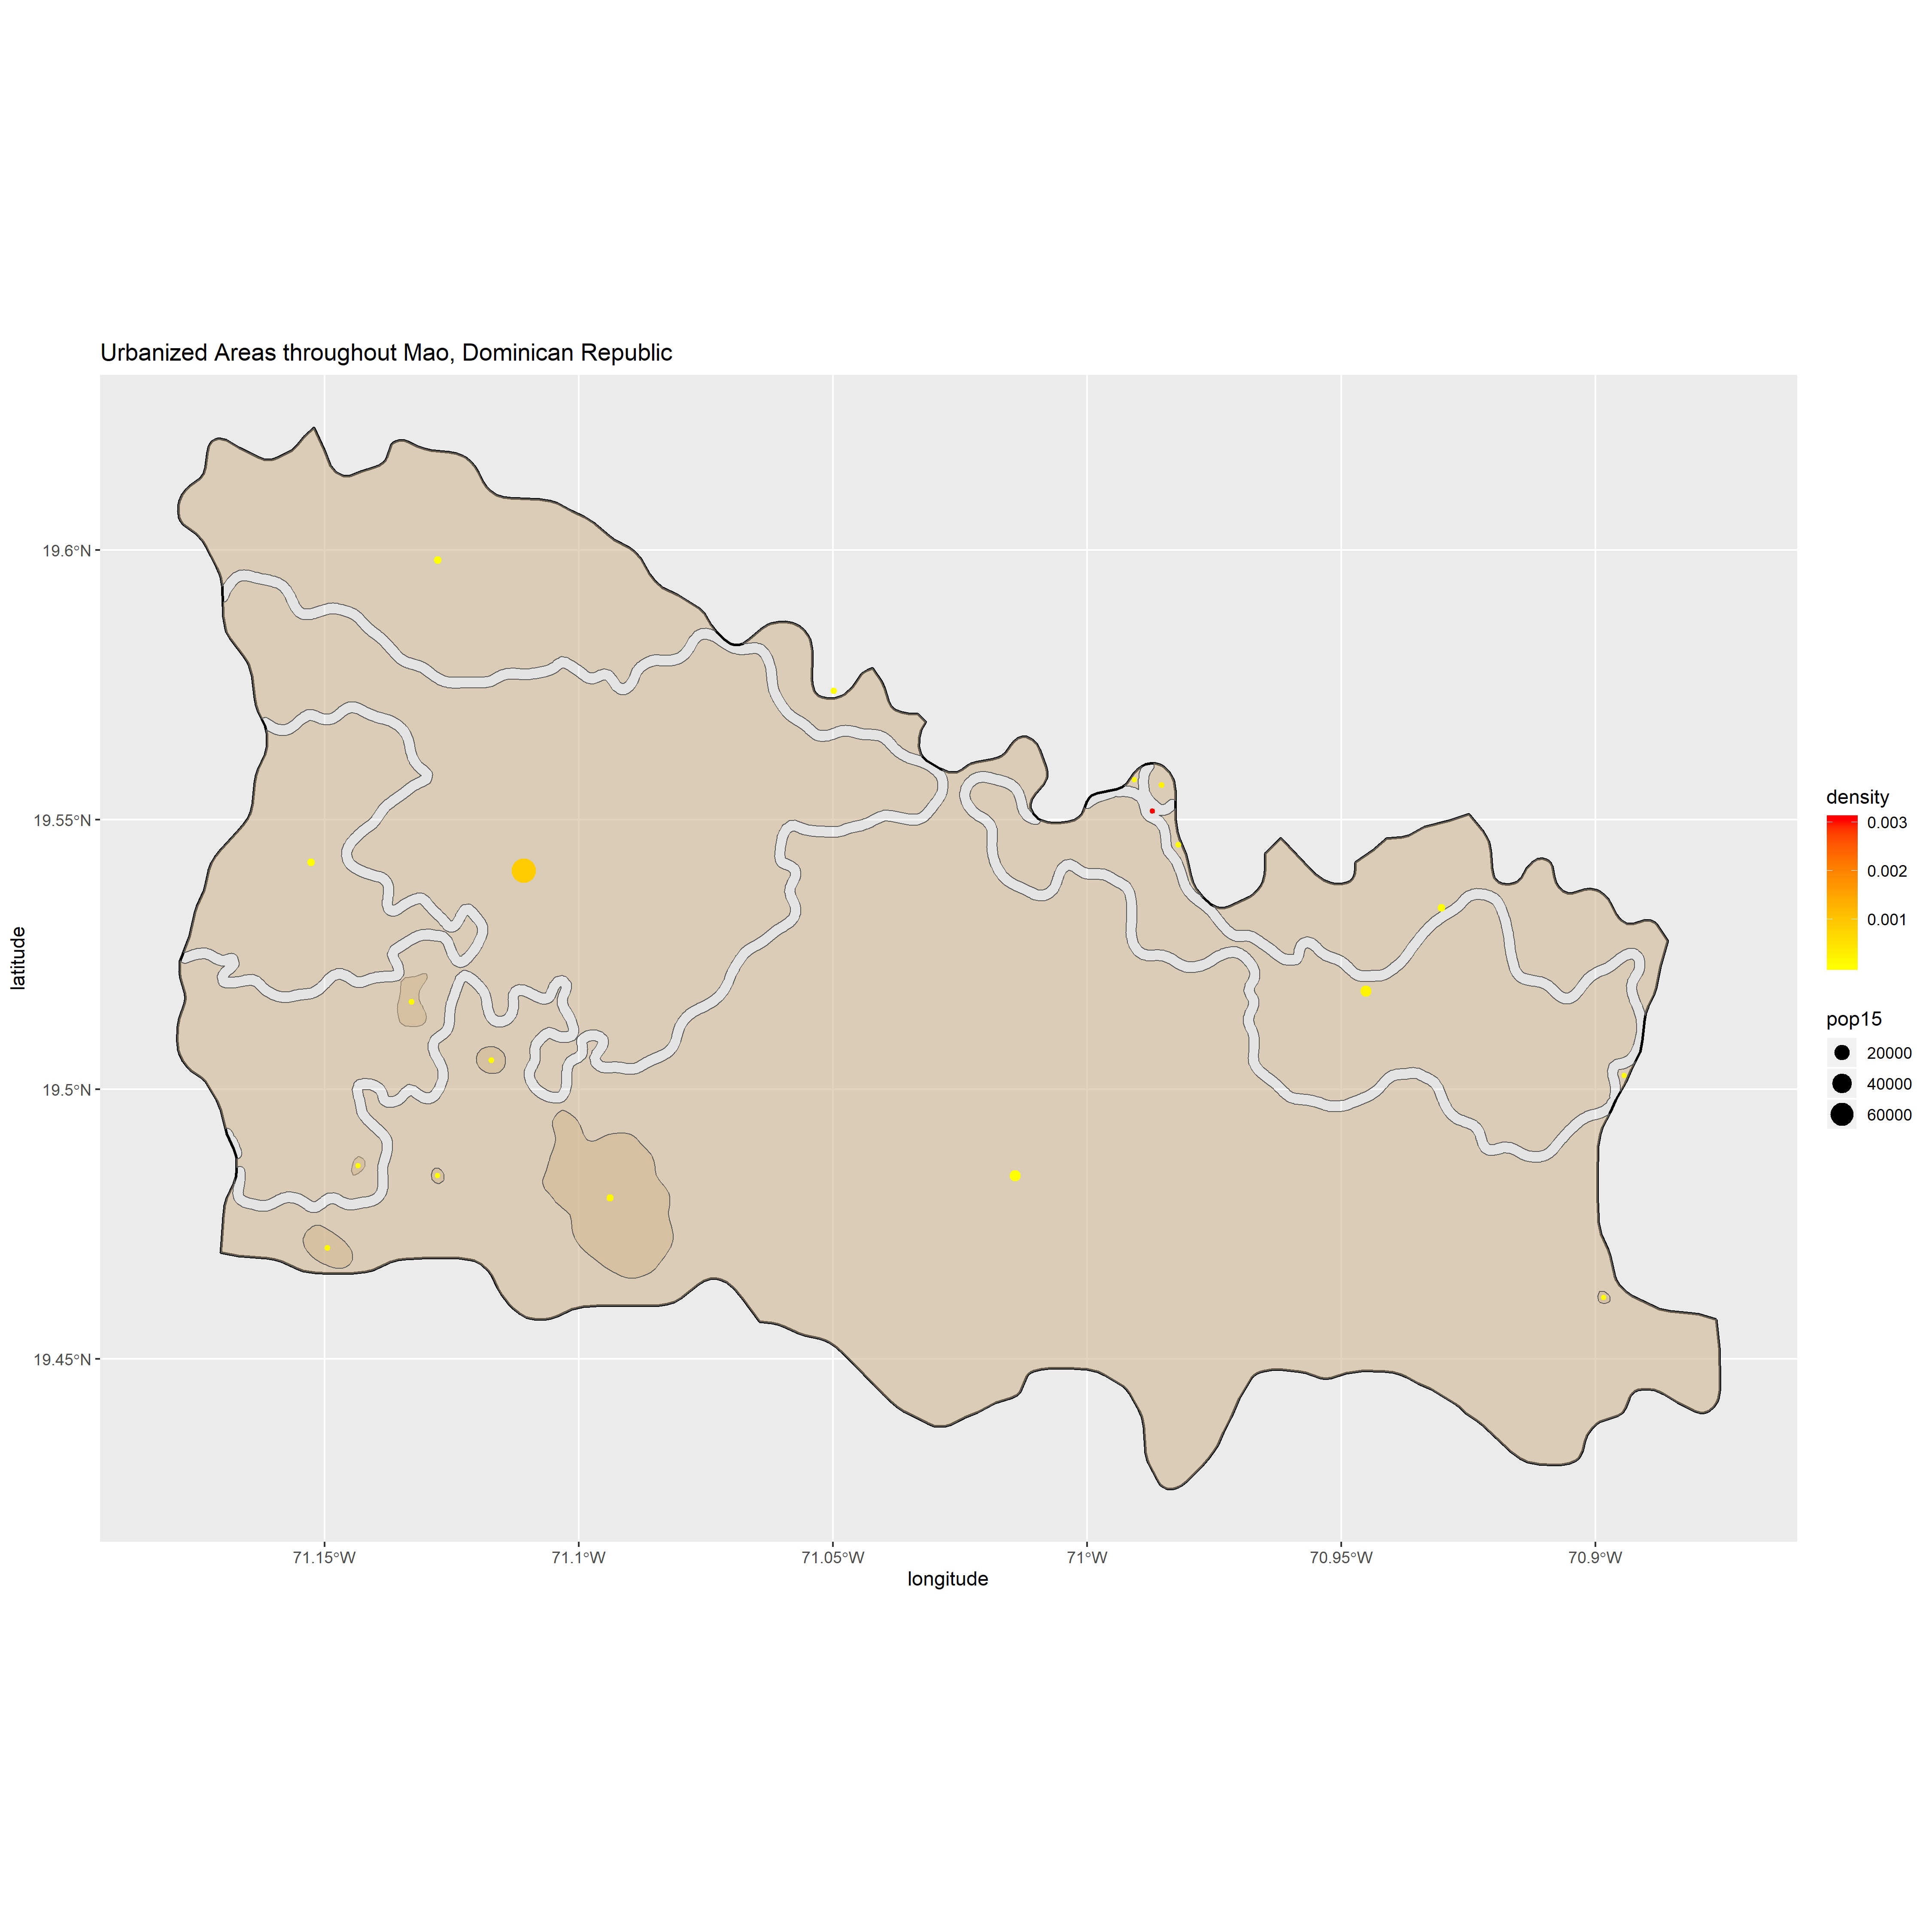 Urbanized Areas throughout Mao, Dominican Republic
19.6°N
19.55°N
19.5°N
19.45°N
latitude
71.15°W
71.1°W
71.05°W
71°W
70.95°W
70.9°W
longitude
density
0.003
0.002
0.001
pop15
20000
40000
60000